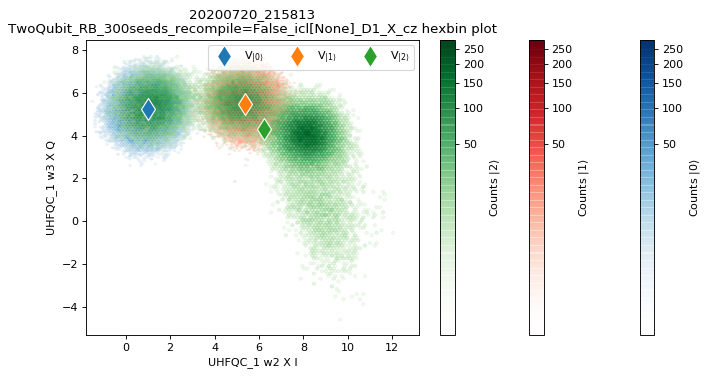 20200720_215813
TwoQubit_RB_300seeds_recompile=False_icl[None]_D1_X_cz hexbin plot
V|0⟩ V|1⟩ V|2⟩
8
6
4
2
0
−2
−4
UHFQC_1 w3 X Q
0 2 4 6 8 10 12
UHFQC_1 w2 X I
250
200
150
100
50
Counts |2⟩
250
200
150
100
50
Counts |1⟩
250
200
150
100
50
Counts |0⟩